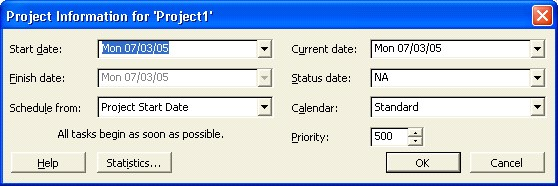 Project Information for 'Project1'
Start date: Mon 07/03/05 Current date: Mon 07/03/05
Finish date: Mon 07/03/05 Status date: NA
Schedule from: Project Start Date Calendar: Standard
All tasks begin as soon as possible. Priority: 500
Help Statistics... OK Cancel